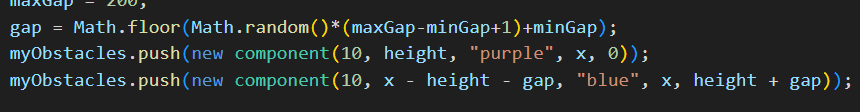 maxGap = 200;
gap = Math.floor(Math.random()*(maxGap-minGap+1)+minGap);
myObstacles.push(new component(10, height, "purple", x, 0));
myObstacles.push(new component(10, x - height - gap, "blue", x, height + gap));